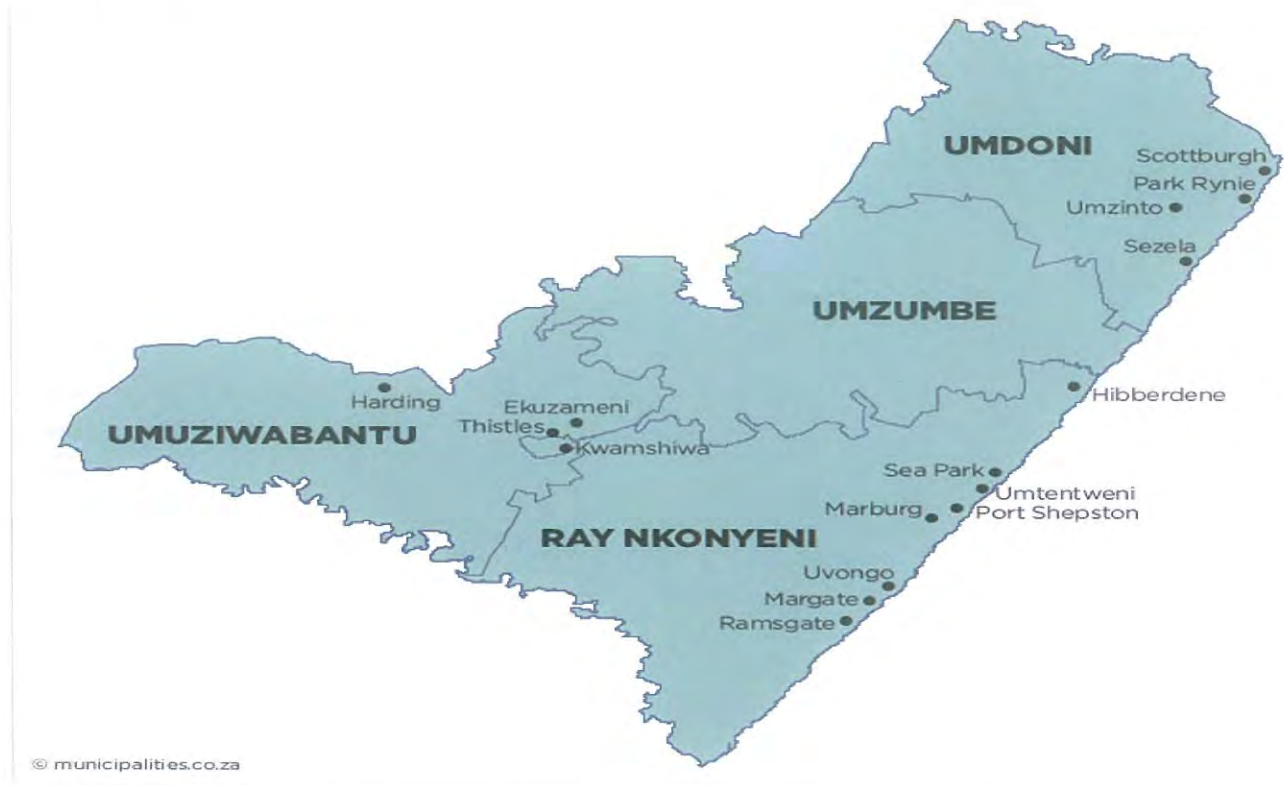 UMDONI
Scottburgh
Park Rynie
Umzinto
Sezela
UMZUMBE
Hibberdene
Harding
Ekuzameni
Thistles
UMUZIWABANTU
Kwamshiwa
Sea Park
Umtentweni
Marburg
Port Shepston
RAY NKONYENI
Uvongo
Margate
Ramsgate
© municipalities.co.za